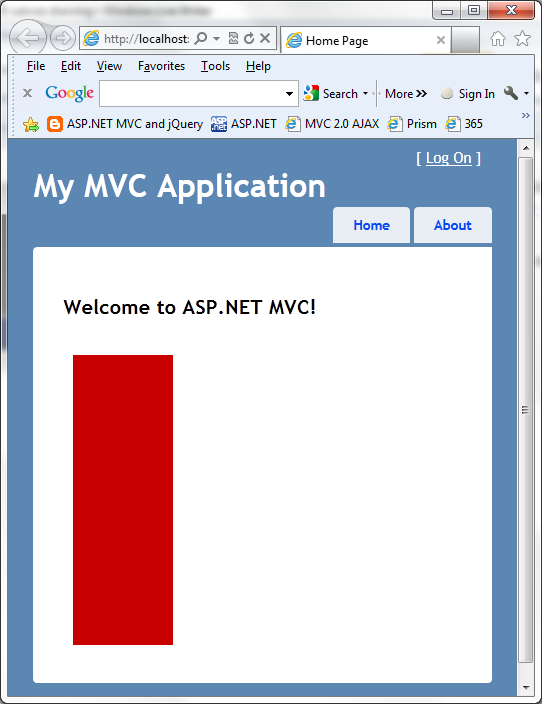 http://localhost:
Home Page
File Edit View Favorites Tools Help
Google Search More >> Sign In
ASP.NET MVC and jQuery ASP.NET MVC 2.0 AJAX Prism 365
[ Log On ]
My MVC Application
Home About
Welcome to ASP.NET MVC!